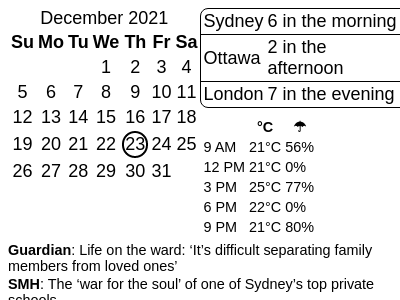 December 2021
Su Mo Tu We Th Fr Sa
1 2 3 4
5 6 7 8 9 10 11
12 13 14 15 16 17 18
19 20 21 22 23 24 25
26 27 28 29 30 31
Sydney 6 in the morning
Ottawa 2 in the
afternoon
London 7 in the evening
°C ☂
9 AM 21°C 56%
12 PM 21°C 0%
3 PM 25°C 77%
6 PM 22°C 0%
9 PM 21°C 80%
Guardian: Life on the ward: ‘It’s difficult separating family
members from loved ones’
SMH: The ‘war for the soul’ of one of Sydney’s top private
schools